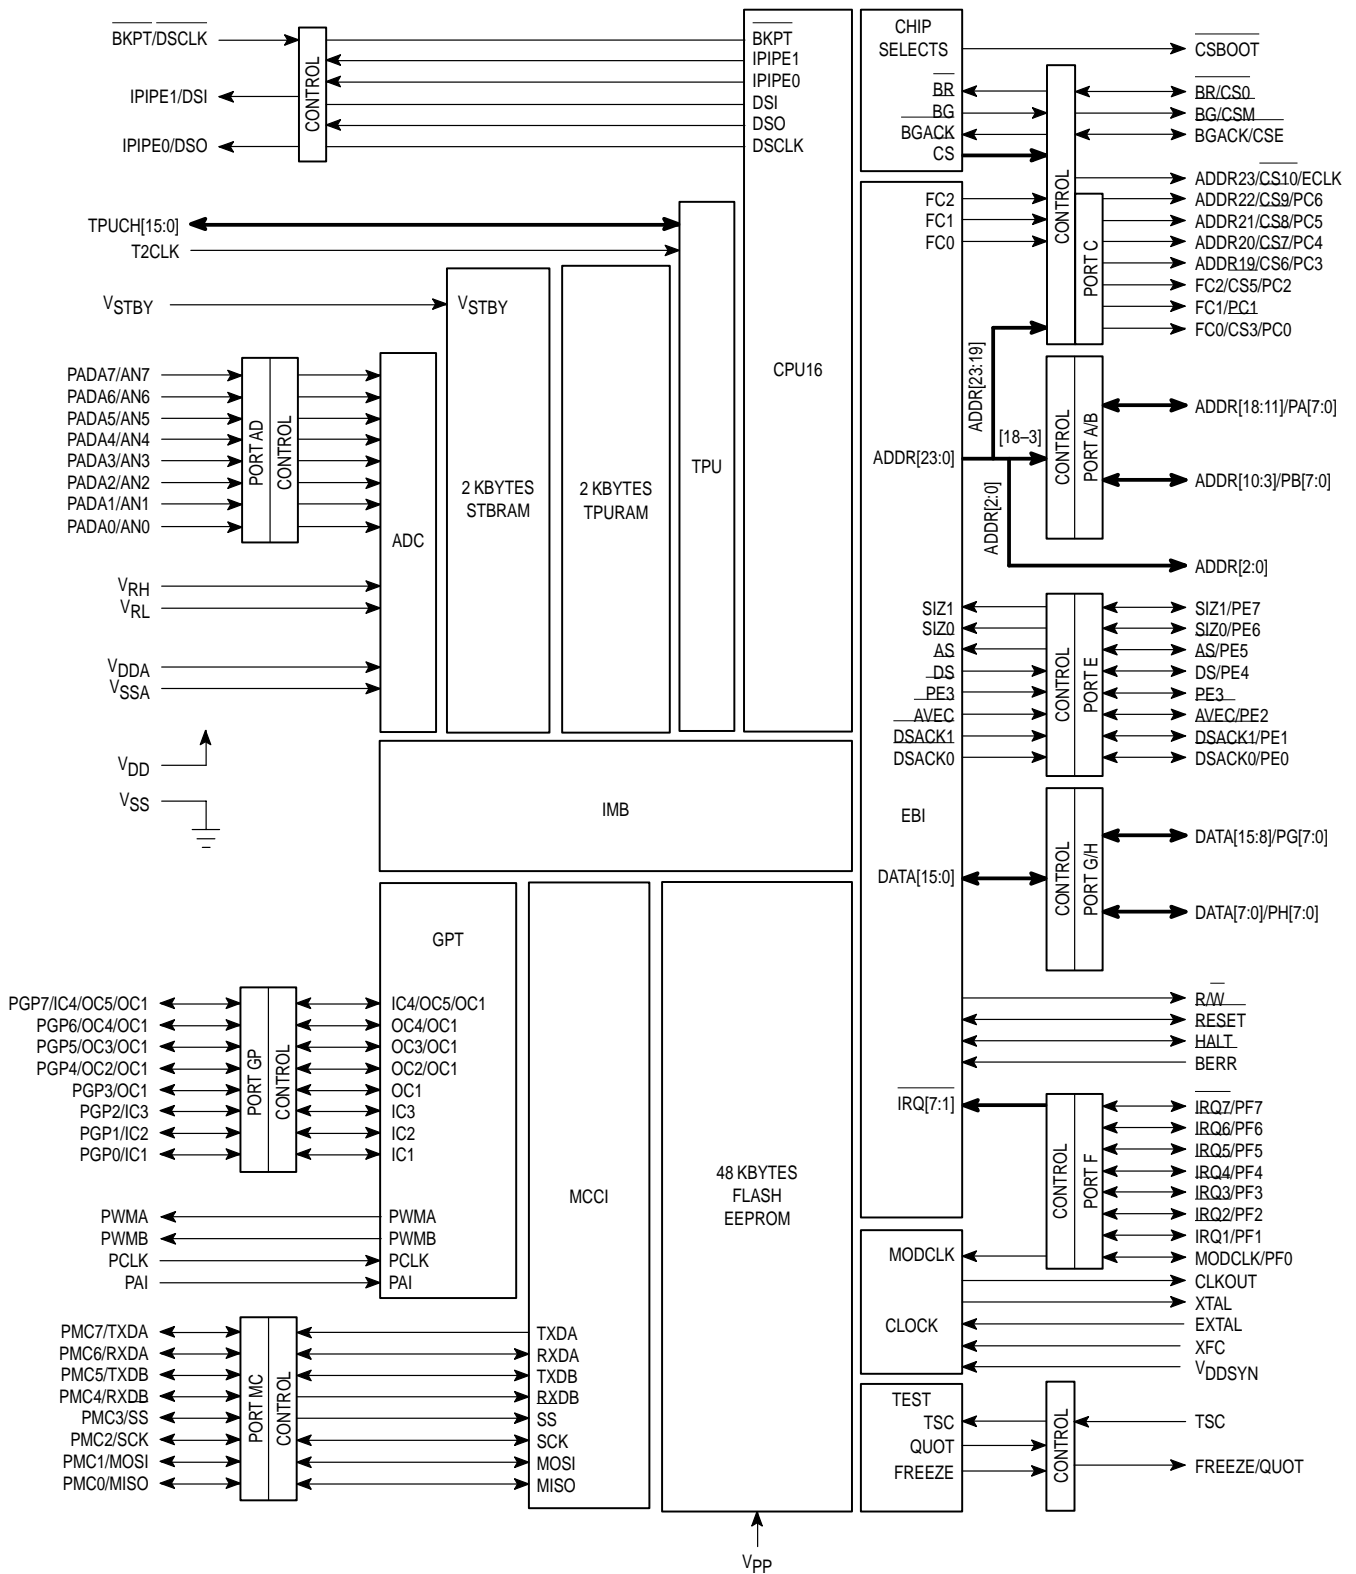 BKPT/DSCLK
IPIPE1/DSI
IPIPE0/DSO
CONTROL
BKPT
IPIPE1
IPIPE0
DSI
DSO
DSCLK
TPUCH[15:0]
T2CLK
VSTBY
VSTBY
PADA7/AN7
PADA6/AN6
PADA5/AN5
PADA4/AN4
PADA3/AN3
PADA2/AN2
PADA1/AN1
PADA0/AN0
PORT AD
CONTROL
VRH
VRL
VDDA
VSSA
VDD
VSS
ADC
2 KBYTES
STBRAM
2 KBYTES
TPURAM
TPU
CPU16
IMB
CHIP
SELECTS
BR
BG
BGACK
CS
FC2
FC1
FC0
CONTROL
PORT C
CSBOOT
BR/CS0
BG/CSM
BGACK/CSE
ADDR23/CS10/ECLK
ADDR22/CS9/PC6
ADDR21/CS8/PC5
ADDR20/CS7/PC4
ADDR19/CS6/PC3
FC2/CS5/PC2
FC1/PC1
FC0/CS3/PC0
ADDR[23:19]
ADDR[23:0]
[18–3]
ADDR[2:0]
CONTROL
PORT A/B
ADDR[18:11]/PA[7:0]
ADDR[10:3]/PB[7:0]
ADDR[2:0]
SIZ1
SIZ0
AS
DS
PE3
AVEC
DSACK1
DSACK0
CONTROL
PORT E
SIZ1/PE7
SIZ0/PE6
AS/PE5
DS/PE4
PE3
AVEC/PE2
DSACK1/PE1
DSACK0/PE0
EBI
DATA[15:0]
CONTROL
PORT G/H
DATA[15:8]/PG[7:0]
DATA[7:0]/PH[7:0]
R/W
RESET
HALT
BERR
IRQ[7:1]
CONTROL
PORT F
IRQ7/PF7
IRQ6/PF6
IRQ5/PF5
IRQ4/PF4
IRQ3/PF3
IRQ2/PF2
IRQ1/PF1
MODCLK/PF0
MODCLK
CLOCK
CLKOUT
XTAL
EXTAL
XFC
VDDSYN
TEST
TSC
QUOT
FREEZE
CONTROL
TSC
FREEZE/QUOT
GPT
PGP7/IC4/OC5/OC1
PGP6/OC4/OC1
PGP5/OC3/OC1
PGP4/OC2/OC1
PGP3/OC1
PGP2/IC3
PGP1/IC2
PGP0/IC1
PORT GP
CONTROL
IC4/OC5/OC1
OC4/OC1
OC3/OC1
OC2/OC1
OC1
IC3
IC2
IC1
PWMA
PWMB
PCLK
PAI
PWMA
PWMB
PCLK
PAI
MCCI
48 KBYTES
FLASH
EEPROM
PMC7/TXDA
PMC6/RXDA
PMC5/TXDB
PMC4/RXDB
PMC3/SS
PMC2/SCK
PMC1/MOSI
PMC0/MISO
PORT MC
CONTROL
TXDA
RXDA
TXDB
RXDB
SS
SCK
MOSI
MISO
VPP